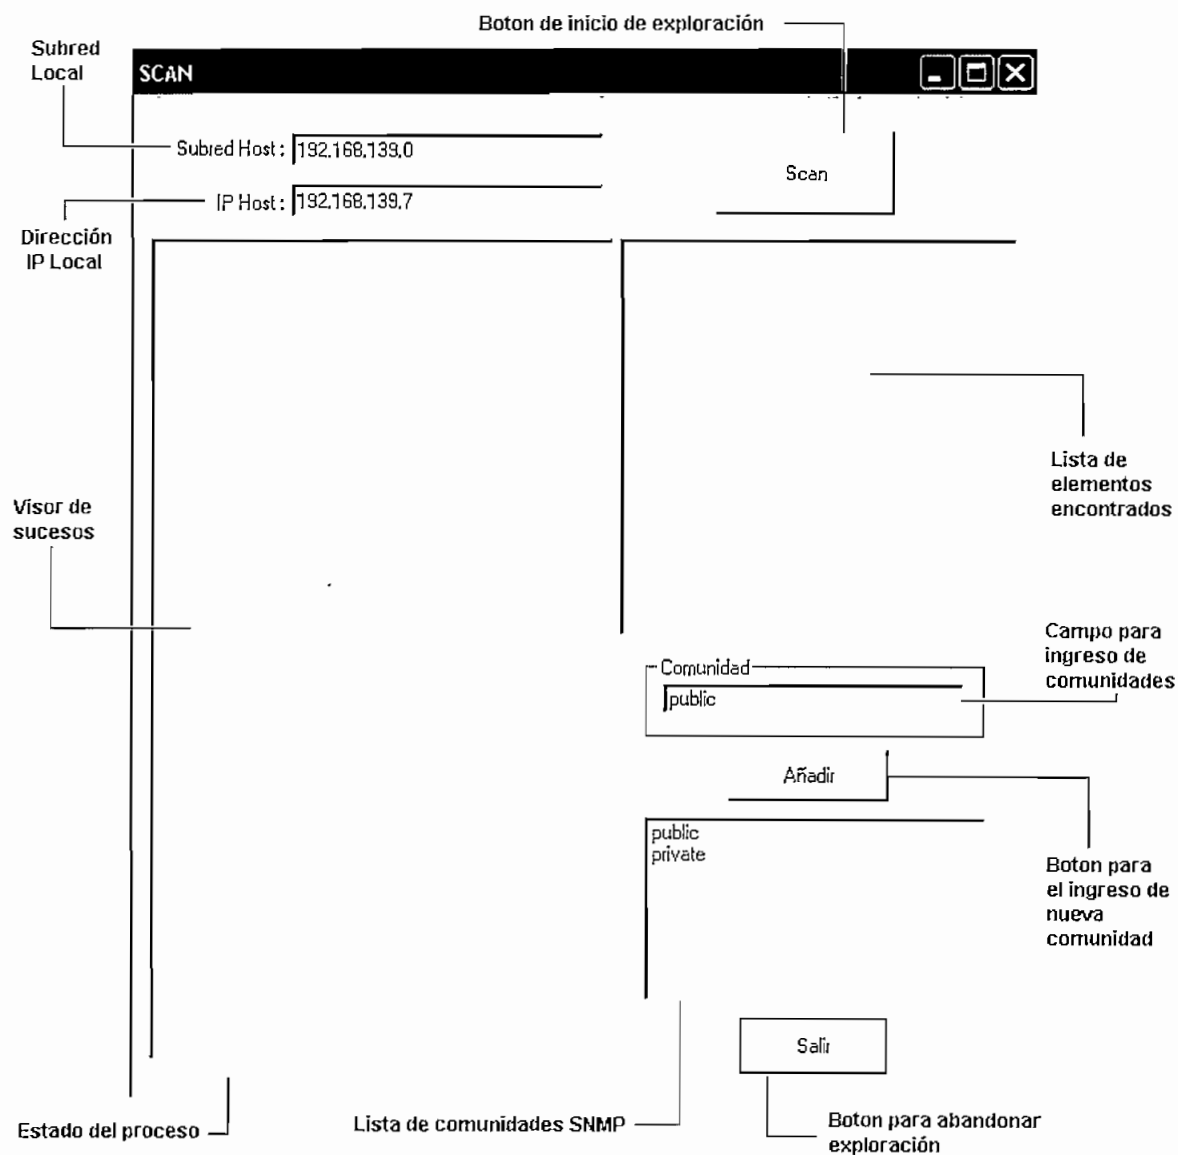 Boton de inicio de exploración
Subred
Local
SCAN
Subred Host: 192.168.139.0
Scan
IP Host: 192.168.139.7
Dirección
IP Local
Lista de
elementos
encontrados
Visor de
sucesos
Campo para
ingreso de
comunidades
Comunidad
public
Añadir
public
private
Boton para
el ingreso de
nueva
comunidad
Salir
Estado del proceso
Lista de comunidades SNMP
Boton para abandonar
exploración